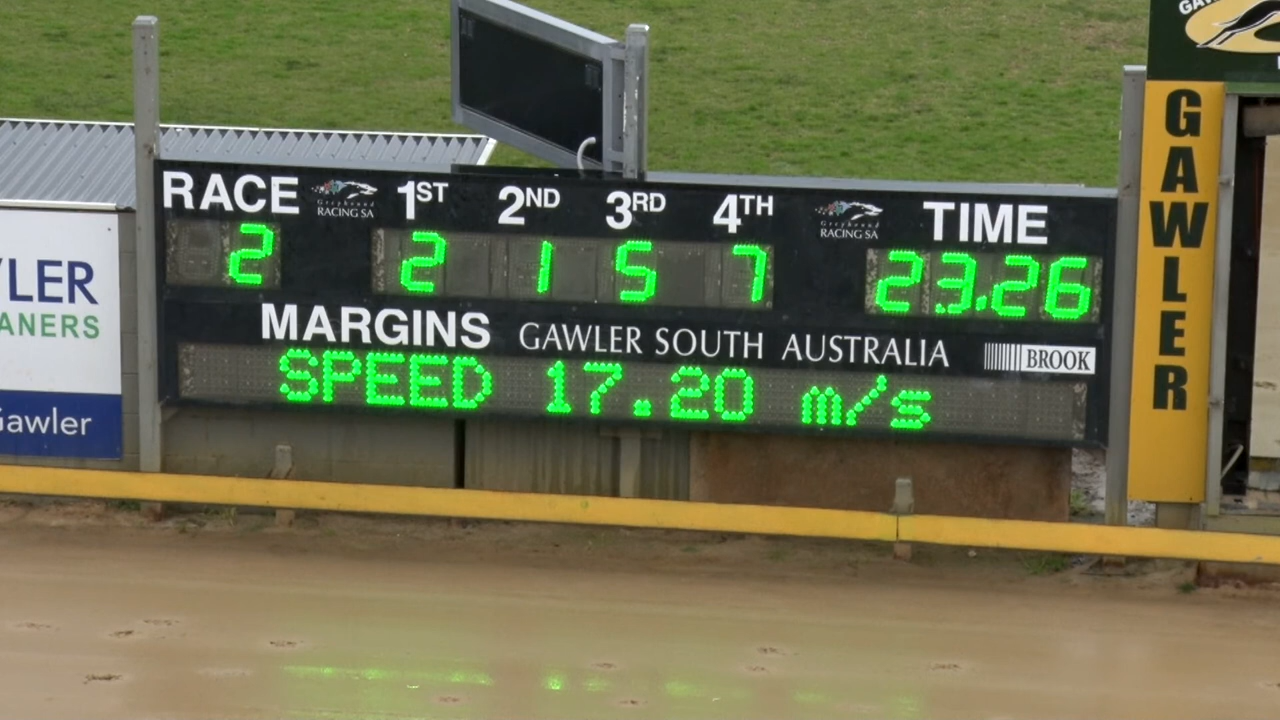 RACE Greyhound RACING SA 1ST 2ND 3RD 4TH Greyhound RACING SA TIME
2 2 1 5 7 23.26
MARGINS GAWLER SOUTH AUSTRALIA BROOK
SPEED 17.20 m/s
LER
ANERS
Gawler
GAWLER